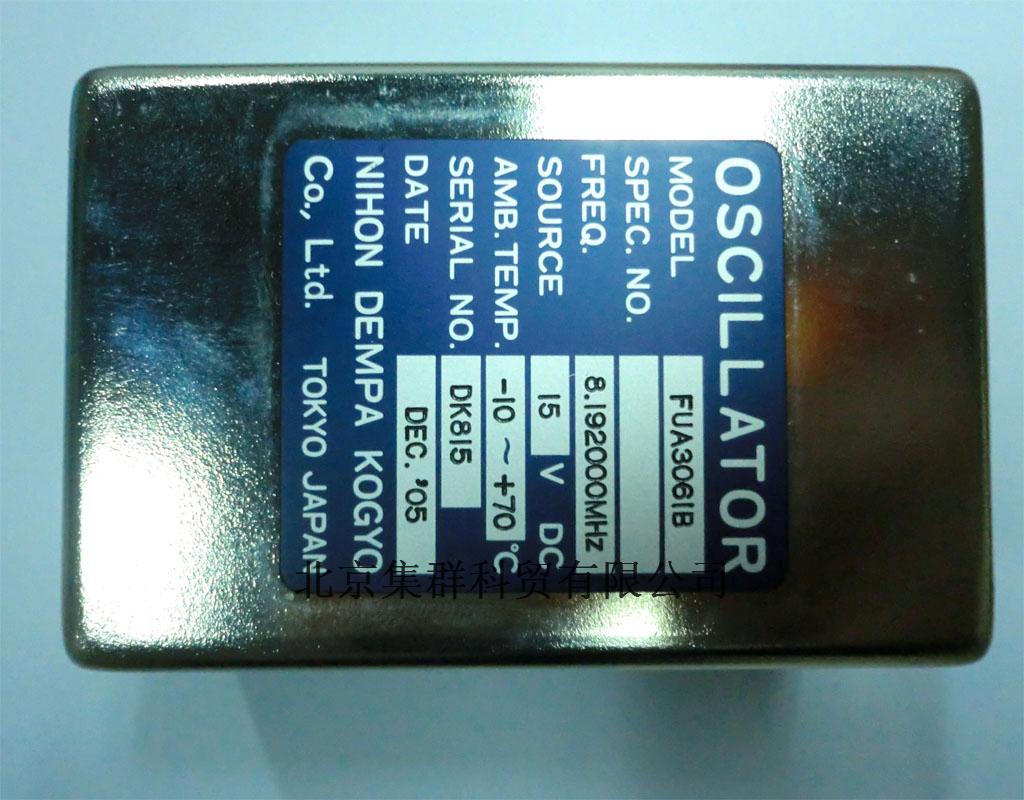 OSCILLATOR
MODEL FUA3061B
SPEC. NO.
FREQ. 8.192000MHz
SOURCE 15 V DC
AMB. TEMP. -10 ~ +70 °C
SERIAL NO. DK815
DATE DEC. '05
NIHON DEMPA KOGYO
Co., Ltd. TOKYO JAPAN
北京集群科贸有限公司